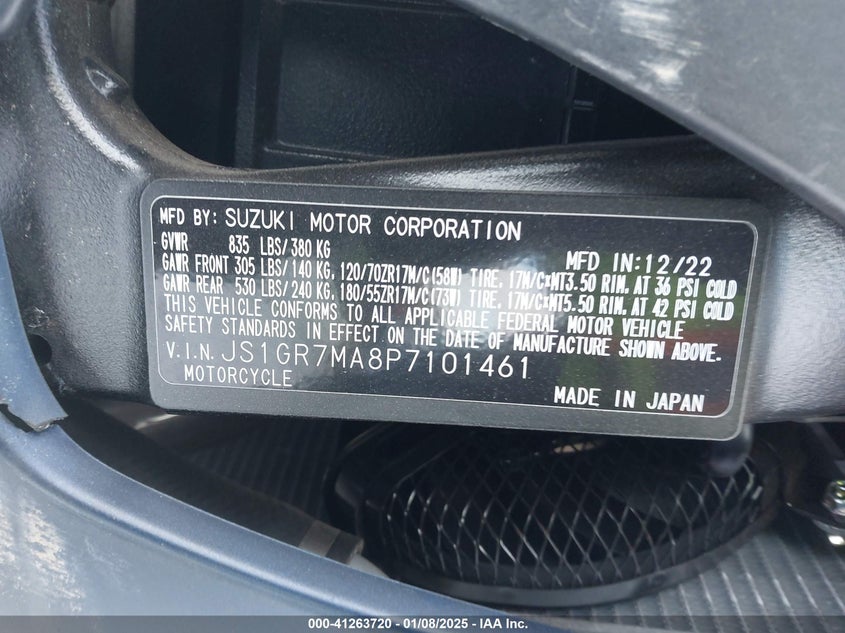 MFD BY: SUZUKI MOTOR CORPORATION
GVWR 835 LBS/380 KG MFD IN:12/22
GAWR FRONT 305 LBS/140 KG, 120/70ZR17M/C(58W) TIRE, 17M/C×MT3.50 RIM. AT 36 PSI COLD
GAWR REAR 530 LBS/240 KG, 180/55ZR17M/C(73W) TIRE, 17M/C×MT5.50 RIM. AT 42 PSI COLD
THIS VEHICLE CONFORMS TO ALL APPLICABLE FEDERAL MOTOR VEHICLE
SAFETY STANDARDS IN EFFECT ON THE DATE OF MANUFACTURE SHOWN ABOVE.
V.I.N. JS1GR7MA8P7101461
MOTORCYCLE MADE IN JAPAN
000-41263720 - 01/08/2025 - IAA Inc.